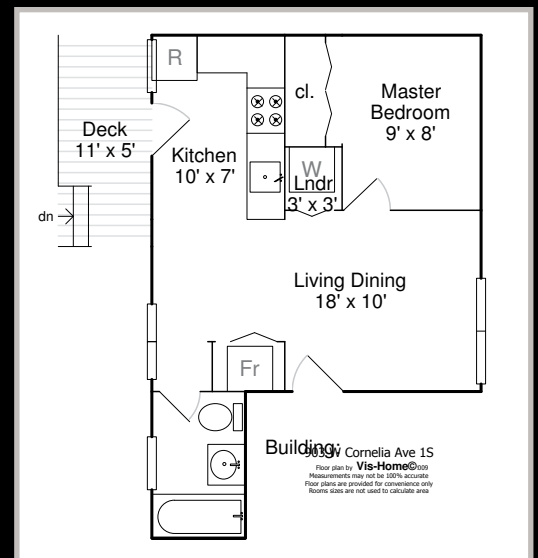 R
cl.
Master
Bedroom
9' x 8'
Deck
11' x 5'
Kitchen
10' x 7'
W
Lndr
3' x 3'
dn
Living Dining
18' x 10'
Fr
Building:
903 W Cornelia Ave 1S
Floor plan by Vis-Home©
Measurements may not be 100% accurate
Floor plans are provided for convenience only
Rooms sizes are not used to calculate area